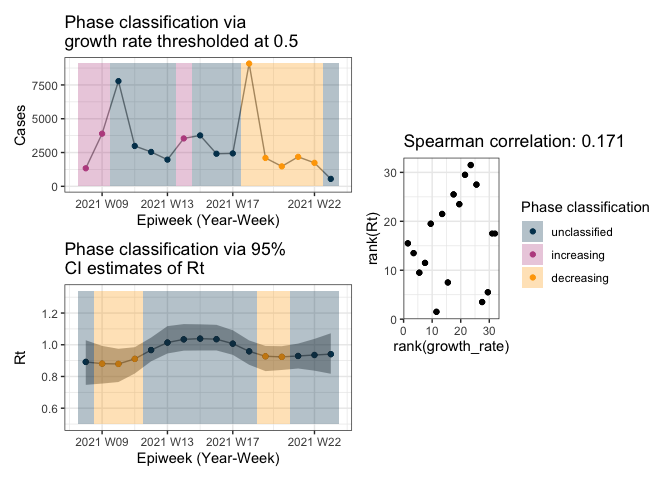 Phase classification via
growth rate thresholded at 0.5
Cases
7500
5000
2500
0
2021 W09
2021 W13
2021 W17
2021 W22
Epiweek (Year-Week)
Phase classification via 95%
CI estimates of Rt
Rt
1.2
1.0
0.8
0.6
2021 W09
2021 W13
2021 W17
2021 W22
Epiweek (Year-Week)
Spearman correlation: 0.171
rank(Rt)
30
20
10
0
0
10
20
30
rank(growth_rate)
Phase classification
unclassified
increasing
decreasing